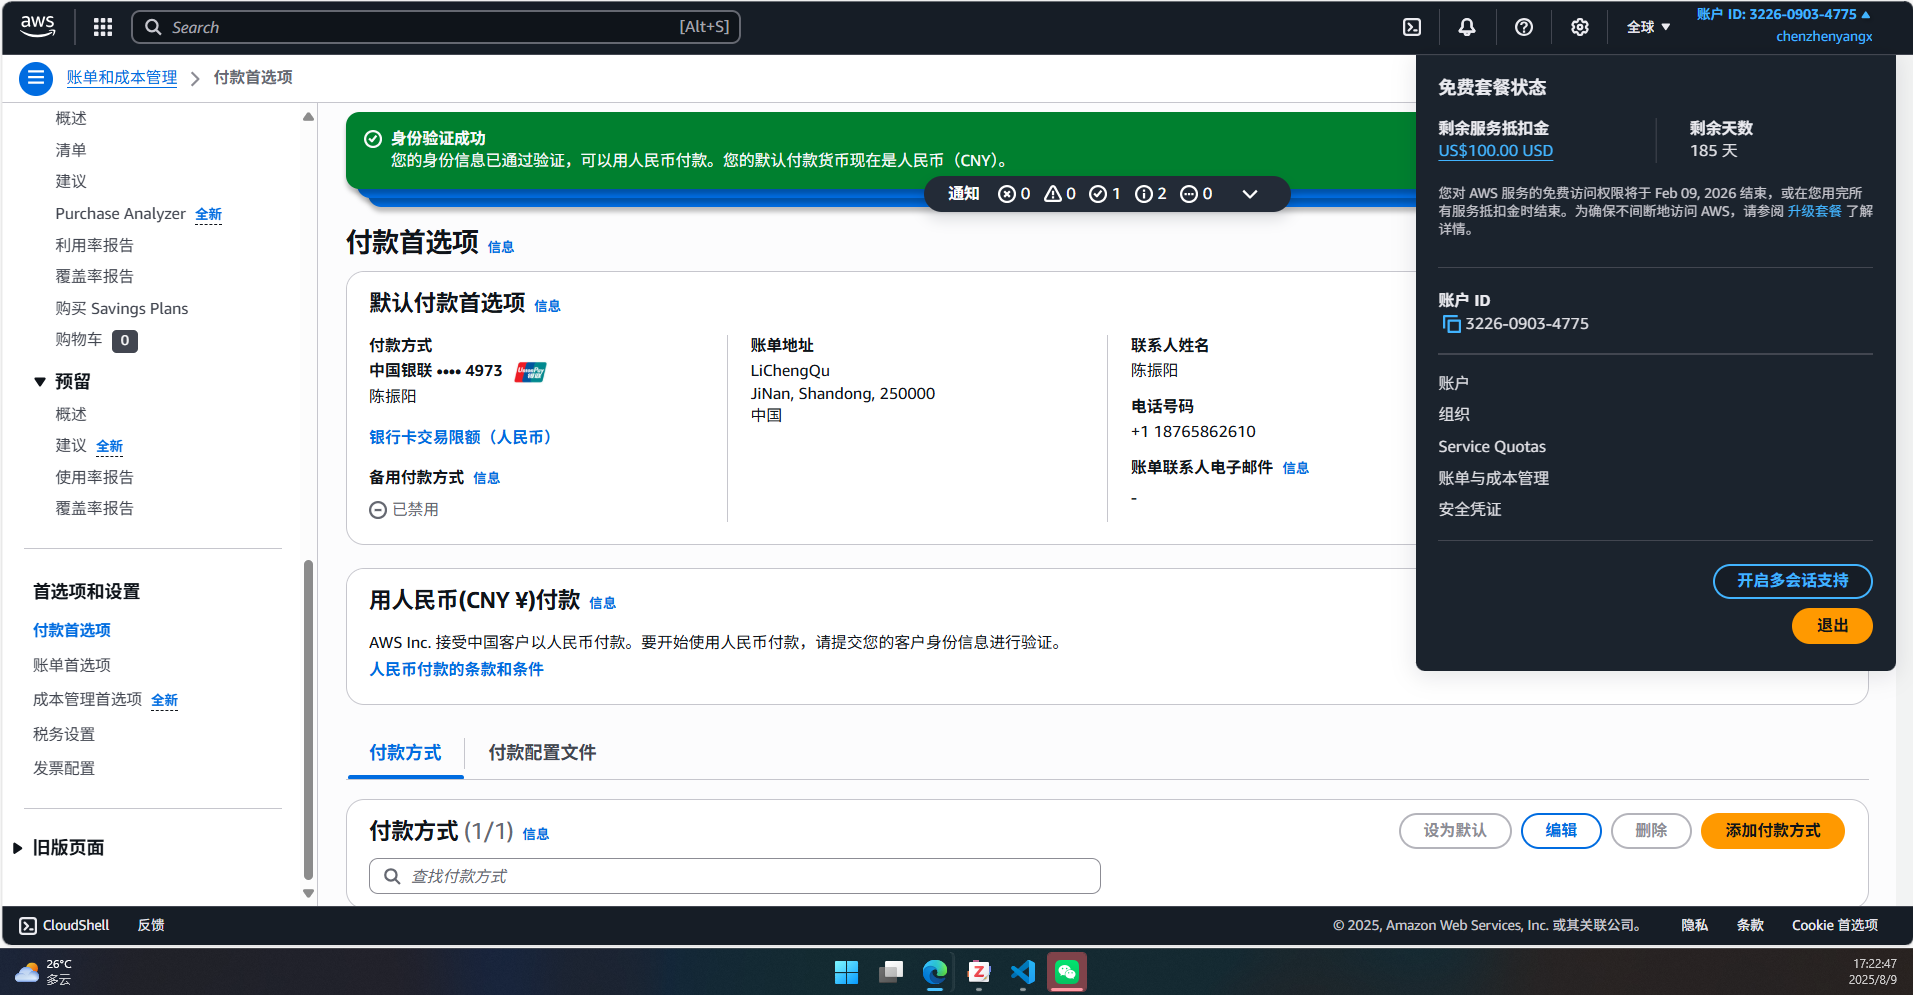 aws
Search
[Alt+S]
全球
账户 ID: 3226-0903-4775
chenzhenyangx
账单和成本管理
付款首选项
概述
清单
建议
Purchase Analyzer 全新
利用率报告
覆盖率报告
购买 Savings Plans
购物车 0
预留
概述
建议 全新
使用率报告
覆盖率报告
首选项和设置
付款首选项
账单首选项
成本管理首选项 全新
税务设置
发票配置
旧版页面
身份验证成功
您的身份信息已通过验证，可以用人民币付款。您的默认付款货币现在是人民币（CNY）。
通知 0 0 1 2 0
付款首选项 信息
默认付款首选项 信息
付款方式
中国银联 •••• 4973
UnionPay
银联
陈振阳
银行卡交易限额（人民币）
备用付款方式 信息
已禁用
账单地址
LiChengQu
JiNan, Shandong, 250000
中国
联系人姓名
陈振阳
电话号码
+1 18765862610
账单联系人电子邮件 信息
-
用人民币(CNY ¥)付款 信息
AWS Inc. 接受中国客户以人民币付款。要开始使用人民币付款，请提交您的客户身份信息进行验证。
人民币付款的条款和条件
付款方式
付款配置文件
付款方式 (1/1) 信息
设为默认
编辑
删除
添加付款方式
查找付款方式
免费套餐状态
剩余服务抵扣金
US$100.00 USD
剩余天数
185 天
您对 AWS 服务的免费访问权限将于 Feb 09, 2026 结束，或在您用完所
有服务抵扣金时结束。为确保不间断地访问 AWS，请参阅 升级套餐 了解
详情。
账户 ID
3226-0903-4775
账户
组织
Service Quotas
账单与成本管理
安全凭证
开启多会话支持
退出
CloudShell
反馈
© 2025, Amazon Web Services, Inc. 或其关联公司。
隐私
条款
Cookie 首选项
26°C
多云
Z
17:22:47
2025/8/9